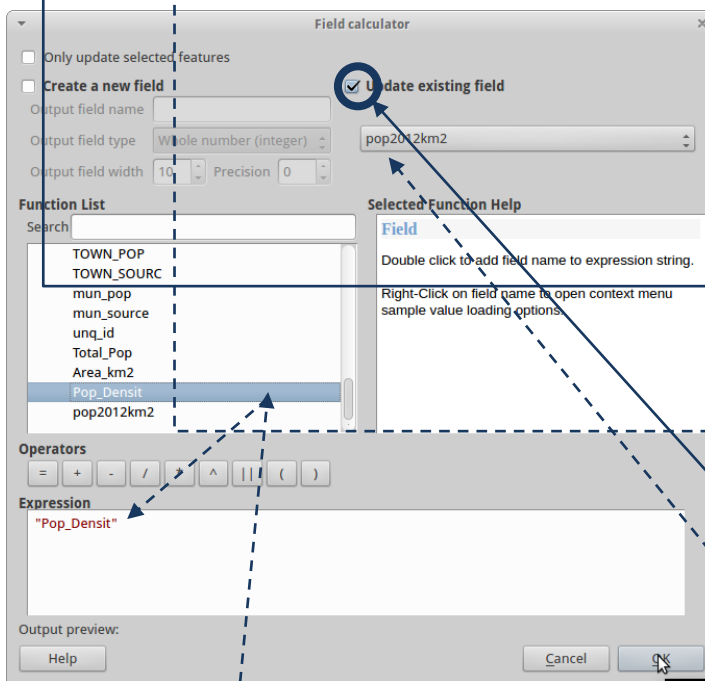 Field calculator
Only update selected features
Create a new field
Update existing field
Output field name
Output field type Whole number (integer)
pop2012km2
Output field width 10 Precision 0
Function List
Selected Function Help
Search
Field
TOWN_POP
TOWN_SOURC
mun_pop
mun_source
unq_id
Total_Pop
Area_km2
Pop_Densit
pop2012km2
Double click to add field name to expression string.
Right-Click on field name to open context menu
sample value loading options.
Operators
= + - / * ^ || ( )
Expression
"Pop_Densit"
Output preview:
Help
Cancel
OK